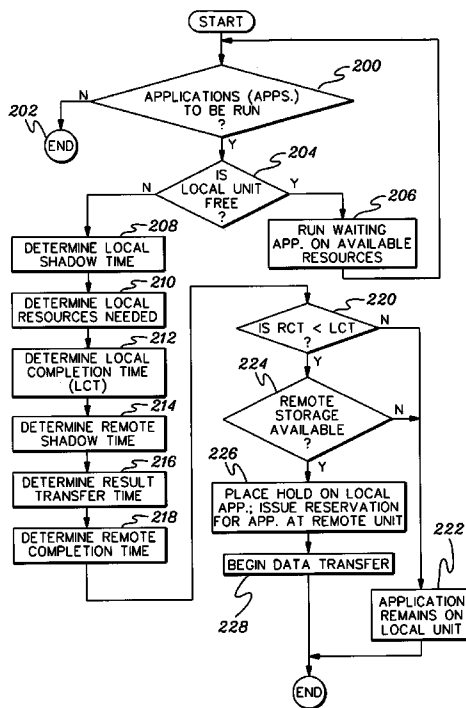 START
200
APPLICATIONS (APPS.)
TO BE RUN
?
N
Y
202
END
204
IS
LOCAL UNIT
FREE
?
N
Y
206
RUN WAITING
APP. ON AVAILABLE
RESOURCES
208
DETERMINE LOCAL
SHADOW TIME
210
DETERMINE LOCAL
RESOURCES NEEDED
212
DETERMINE LOCAL
COMPLETION TIME
(LCT)
214
DETERMINE REMOTE
SHADOW TIME
216
DETERMINE RESULT
TRANSFER TIME
218
DETERMINE REMOTE
COMPLETION TIME
220
IS RCT < LCT
?
N
Y
224
REMOTE
STORAGE
AVAILABLE
?
N
Y
226
PLACE HOLD ON LOCAL
APP.; ISSUE RESERVATION
FOR APP. AT REMOTE UNIT
BEGIN DATA TRANSFER
228
222
APPLICATION
REMAINS ON
LOCAL UNIT
END